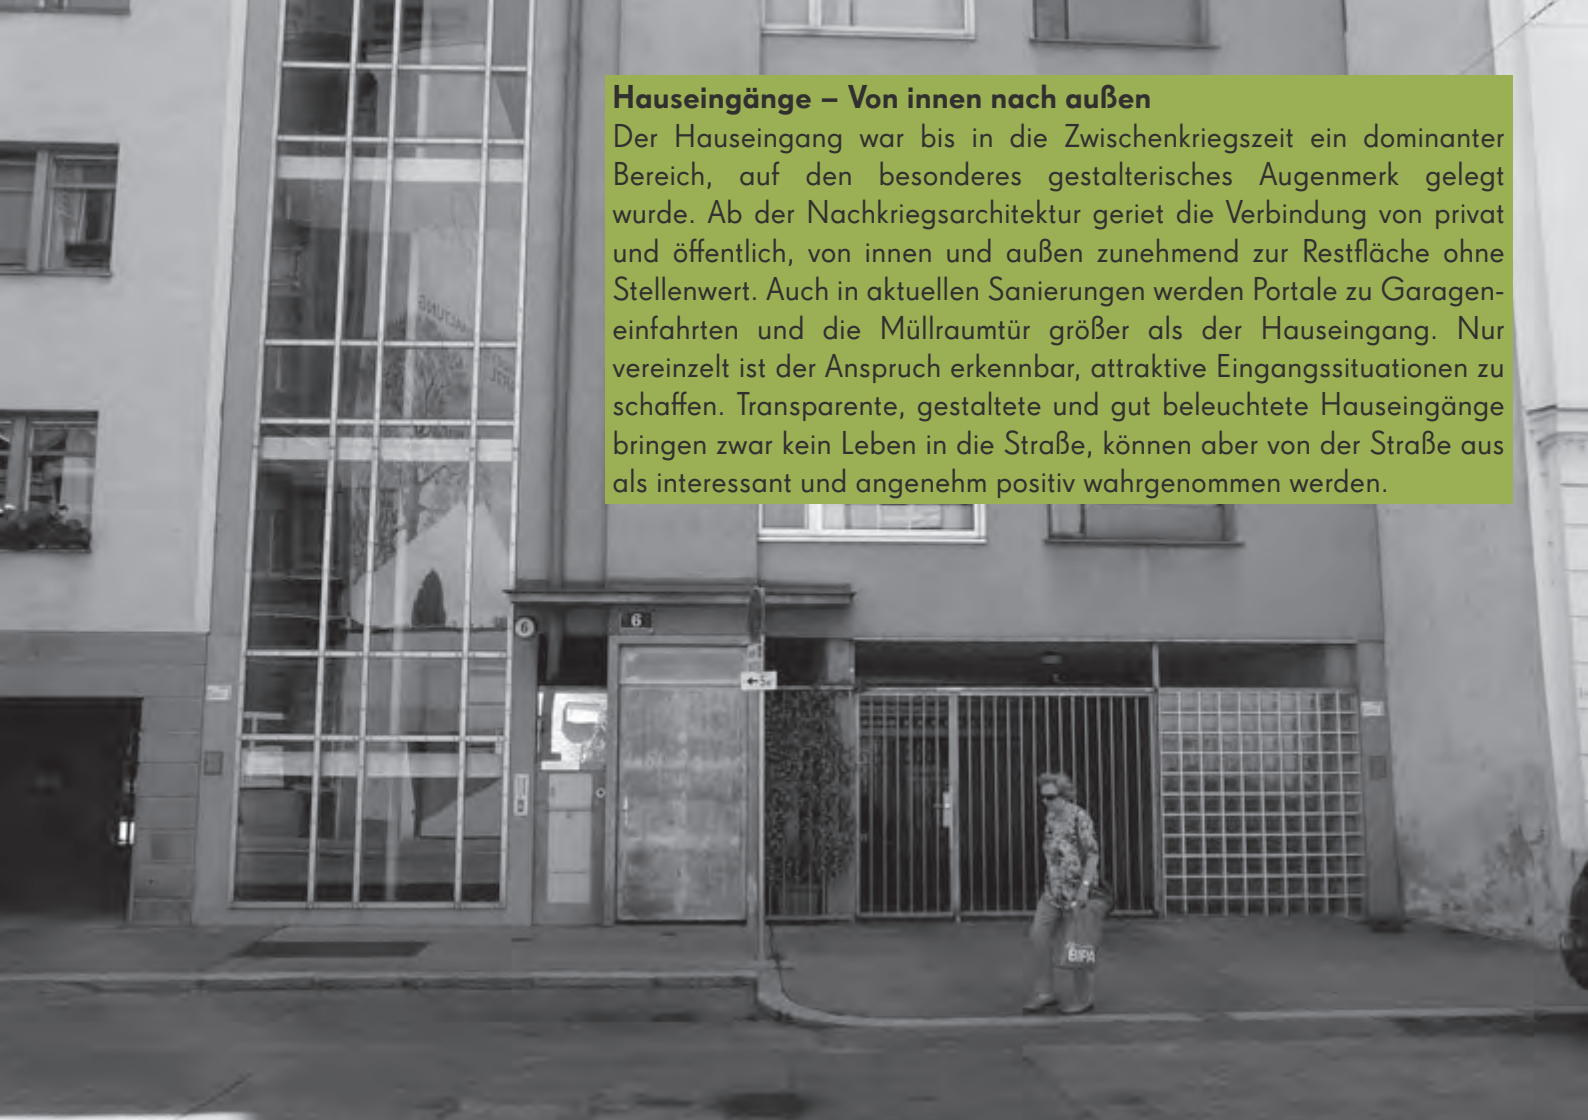 Hauseingänge – Von innen nach außen
Der Hauseingang war bis in die Zwischenkriegszeit ein dominanter
Bereich, auf den besonderes gestalterisches Augenmerk gelegt
wurde. Ab der Nachkriegsarchitektur geriet die Verbindung von privat
und öffentlich, von innen und außen zunehmend zur Restfläche ohne
Stellenwert. Auch in aktuellen Sanierungen werden Portale zu Garagen-
einfahrten und die Müllraumtür größer als der Hauseingang. Nur
vereinzelt ist der Anspruch erkennbar, attraktive Eingangssituationen zu
schaffen. Transparente, gestaltete und gut beleuchtete Hauseingänge
bringen zwar kein Leben in die Straße, können aber von der Straße aus
als interessant und angenehm positiv wahrgenommen werden.
6
6
BIPA